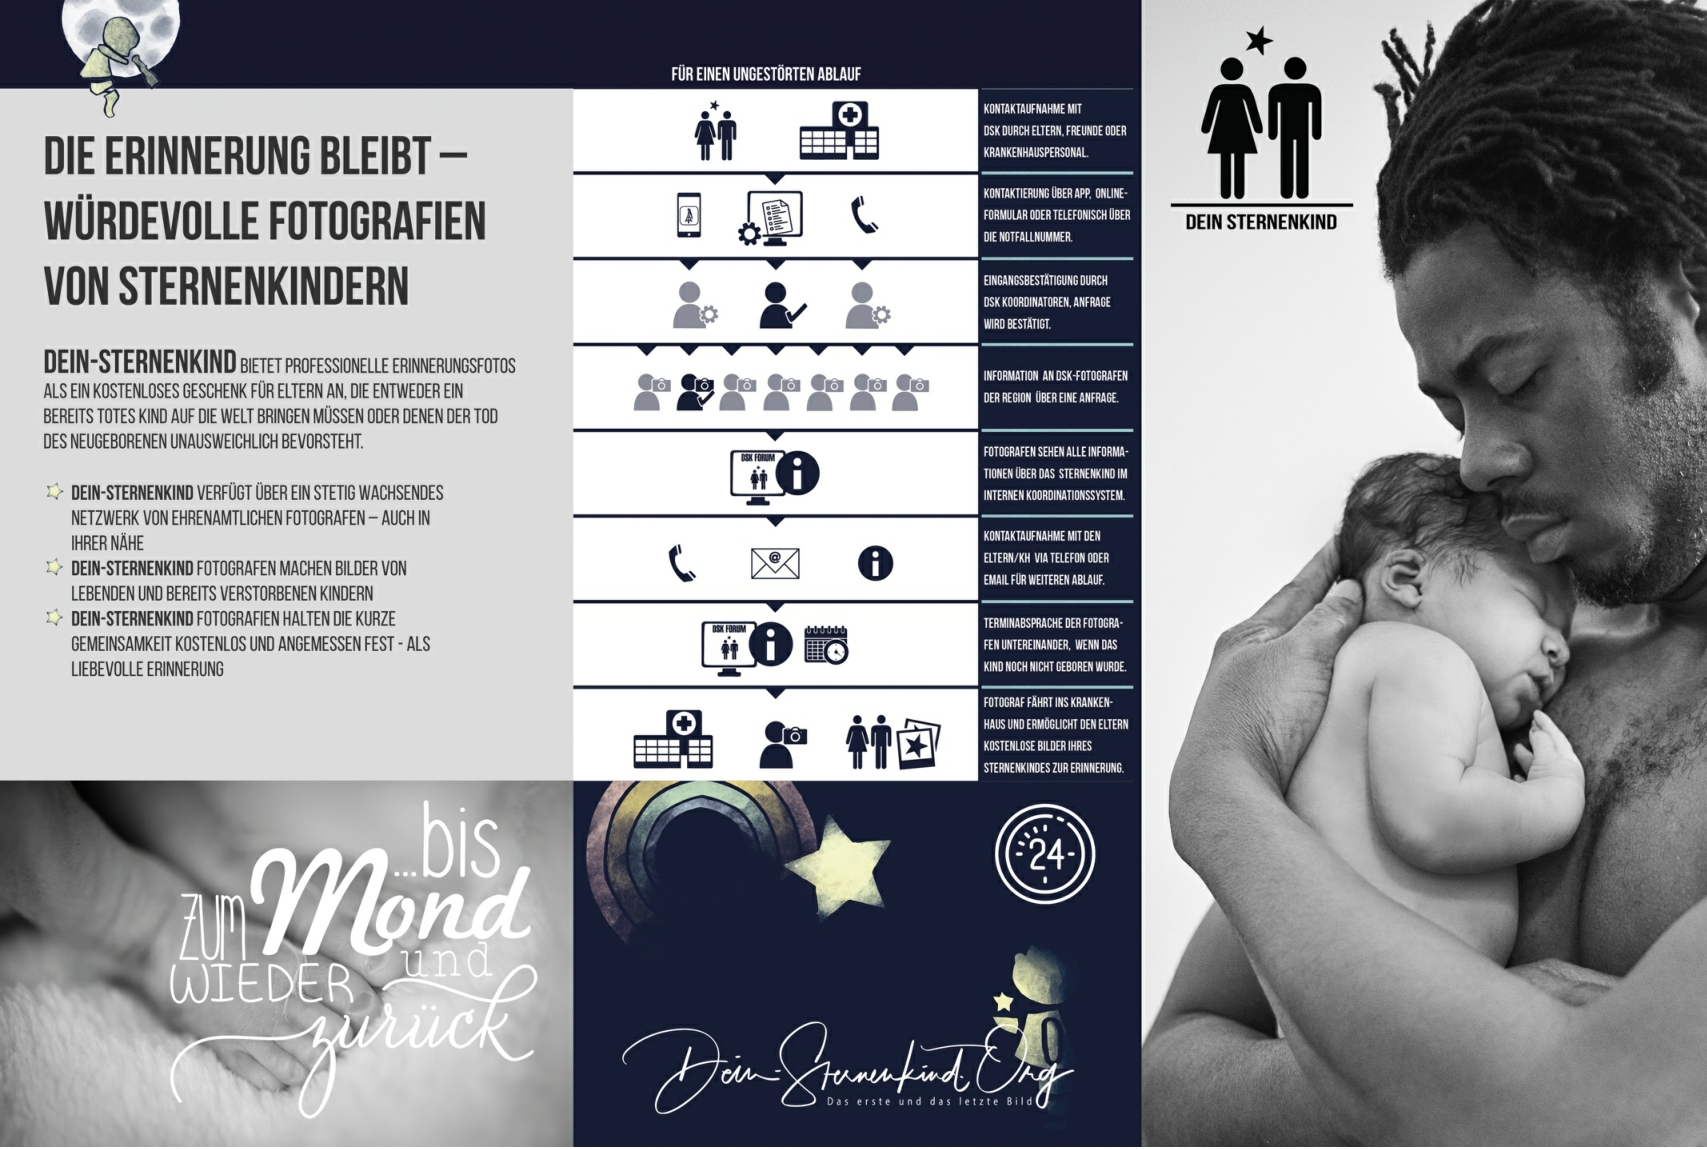 DIE ERINNERUNG BLEIBT –
WÜRDEVOLLE FOTOGRAFIEN
VON STERNENKINDERN
DEIN-STERNENKIND BIETET PROFESSIONELLE ERINNERUNGSFOTOS
ALS EIN KOSTENLOSES GESCHENK FÜR ELTERN AN, DIE ENTWEDER EIN
BEREITS TOTES KIND AUF DIE WELT BRINGEN MÜSSEN ODER DENEN DER TOD
DES NEUGEBORENEN UNAUSWEICHLICH BEVORSTEHT.
DEIN-STERNENKIND VERFÜGT ÜBER EIN STETIG WACHSENDES
NETZWERK VON EHRENAMTLICHEN FOTOGRAFEN – AUCH IN
IHRER NÄHE
DEIN-STERNENKIND FOTOGRAFEN MACHEN BILDER VON
LEBENDEN UND BEREITS VERSTORBENEN KINDERN
DEIN-STERNENKIND FOTOGRAFIEN HALTEN DIE KURZE
GEMEINSAMKEIT KOSTENLOS UND ANGEMESSEN FEST - ALS
LIEBEVOLLE ERINNERUNG
...bis
ZUM Mond
und
WIEDER
zurück
FÜR EINEN UNGESTÖRTEN ABLAUF
KONTAKTAUFNAHME MIT
DSK DURCH ELTERN, FREUNDE ODER
KRANKENHAUSPERSONAL.
KONTAKTIERUNG ÜBER APP, ONLINE-
FORMULAR ODER TELEFONISCH ÜBER
DIE NOTFALLNUMMER.
EINGANGSBESTÄTIGUNG DURCH
DSK KOORDINATOREN, ANFRAGE
WIRD BESTÄTIGT.
INFORMATION AN DSK-FOTOGRAFEN
DER REGION ÜBER EINE ANFRAGE.
DSK FORUM
FOTOGRAFEN SEHEN ALLE INFORMA-
TIONEN ÜBER DAS STERNENKIND IM
INTERNEN KOORDINATIONSSYSTEM.
@
KONTAKTAUFNAHME MIT DEN
ELTERN/KH VIA TELEFON ODER
EMAIL FÜR WEITEREN ABLAUF.
DSK FORUM
TERMINABSPRACHE DER FOTOGRA-
FEN UNTEREINANDER, WENN DAS
KIND NOCH NICHT GEBOREN WURDE.
FOTOGRAF FÄHRT INS KRANKEN-
HAUS UND ERMÖGLICHT DEN ELTERN
KOSTENLOSE BILDER IHRES
STERNENKINDES ZUR ERINNERUNG.
24
Dein-Sternenkind.Org
Das erste und das letzte Bild
DEIN STERNENKIND